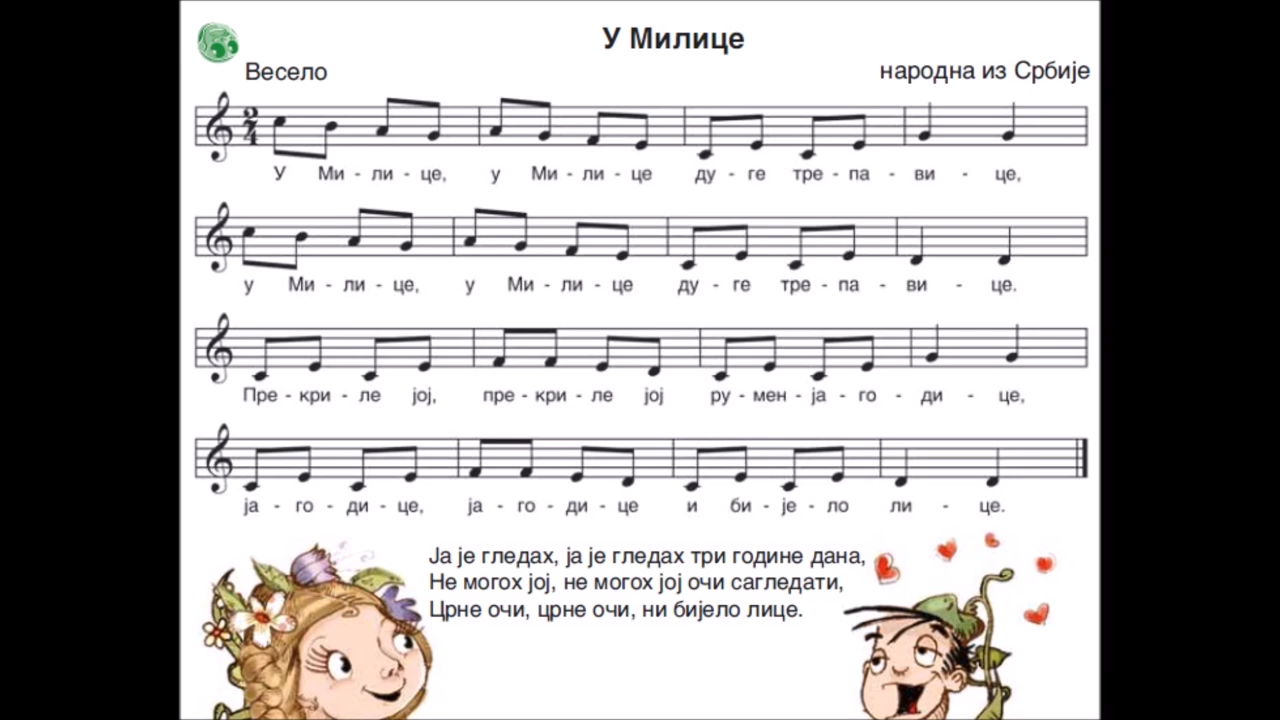 У Милице
Весело
народна из Србије
У Ми - ли - це, у Ми - ли - це ду - ге тре - па - ви - це,
у Ми - ли - це, у Ми - ли - це ду - ге тре - па - ви - це.
Пре - кри - ле јој, пре - кри - ле јој ру - мен - ја - го - ди - це,
ја - го - ди - це, ја - го - ди - це и би - је - ло ли - це.
Ја је гледах, ја је гледах три године дана,
Не могох јој, не могох јој очи сагледати,
Црне очи, црне очи, ни бијело лице.